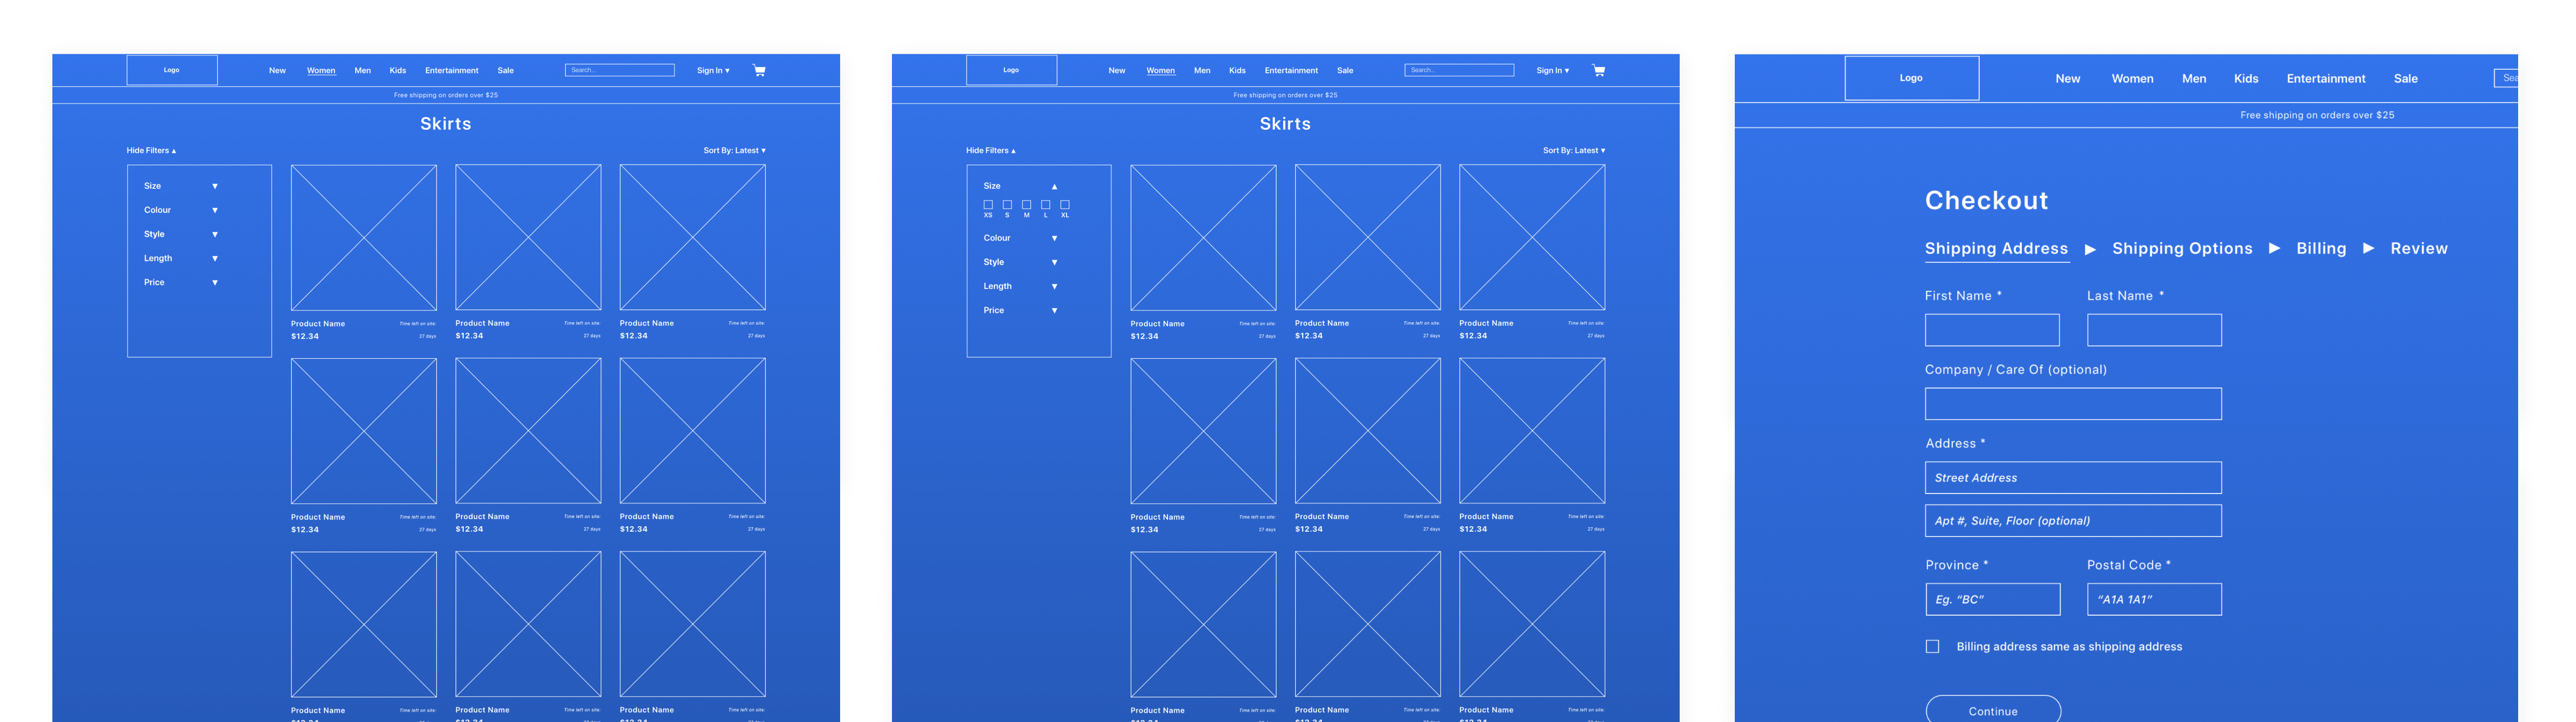 Logo New Women Men Kids Entertainment Sale Search... Sign In ▼
Free shipping on orders over $25
Skirts
Hide Filters ▲ Sort By: Latest ▼
Size ▼
Colour ▼
Style ▼
Length ▼
Price ▼
Product Name Time left on site: Product Name Time left on site: Product Name Time left on site:
$12.34 27 days $12.34 27 days $12.34 27 days
Product Name Time left on site: Product Name Time left on site: Product Name Time left on site:
$12.34 27 days $12.34 27 days $12.34 27 days
Product Name Time left on site: Product Name Time left on site: Product Name Time left on site:
Logo New Women Men Kids Entertainment Sale Search... Sign In ▼
Free shipping on orders over $25
Skirts
Hide Filters ▲ Sort By: Latest ▼
Size ▲
XS S M L XL
Colour ▼
Style ▼
Length ▼
Price ▼
Product Name Time left on site: Product Name Time left on site: Product Name Time left on site:
$12.34 27 days $12.34 27 days $12.34 27 days
Product Name Time left on site: Product Name Time left on site: Product Name Time left on site:
$12.34 27 days $12.34 27 days $12.34 27 days
Product Name Time left on site: Product Name Time left on site: Product Name Time left on site:
Logo New Women Men Kids Entertainment Sale Sea
Free shipping on orders over $25
Checkout
Shipping Address ▶ Shipping Options ▶ Billing ▶ Review
First Name * Last Name *
Company / Care Of (optional)
Address *
Street Address
Apt #, Suite, Floor (optional)
Province * Postal Code *
Eg. “BC” “A1A 1A1”
Billing address same as shipping address
Continue